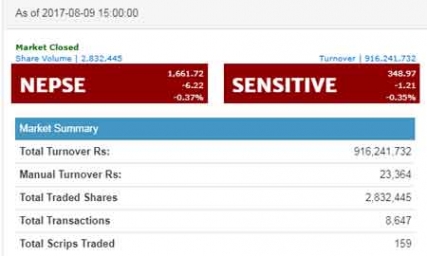 As of 2017-08-09 15:00:00
Market Closed
Share Volume | 2,832,445 Turnover | 916,241,732
NEPSE 1,661.72 -6.22 -0.37%
SENSITIVE 348.97 -1.21 -0.35%
Market Summary
Total Turnover Rs: 916,241,732
Manual Turnover Rs: 23,364
Total Traded Shares 2,832,445
Total Transactions 8,647
Total Scrips Traded 159